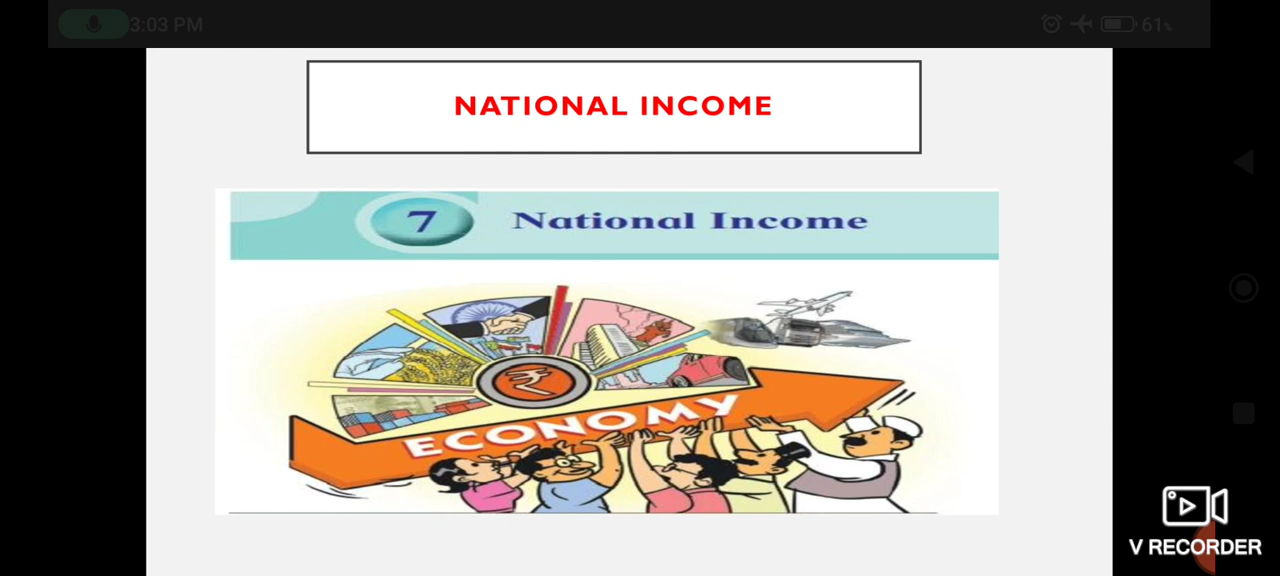 3:03 PM
61%
NATIONAL INCOME
7 National Income
₹
ECONOMY
V RECORDER